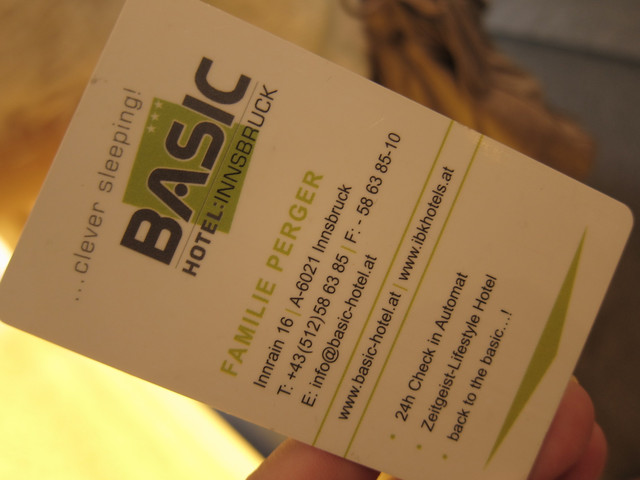 ...clever sleeping!
BASIC
HOTEL:INNSBRUCK
FAMILIE PERGER
Innrain 16 | A-6021 Innsbruck
T: +43(512)58 63 85 | F: - 58 63 85-10
E: info@basic-hotel.at
www.basic-hotel.at | www.ibkhotels.at
• 24h Check in Automat
• Zeitgeist-Lifestyle Hotel
• back to the basic...!